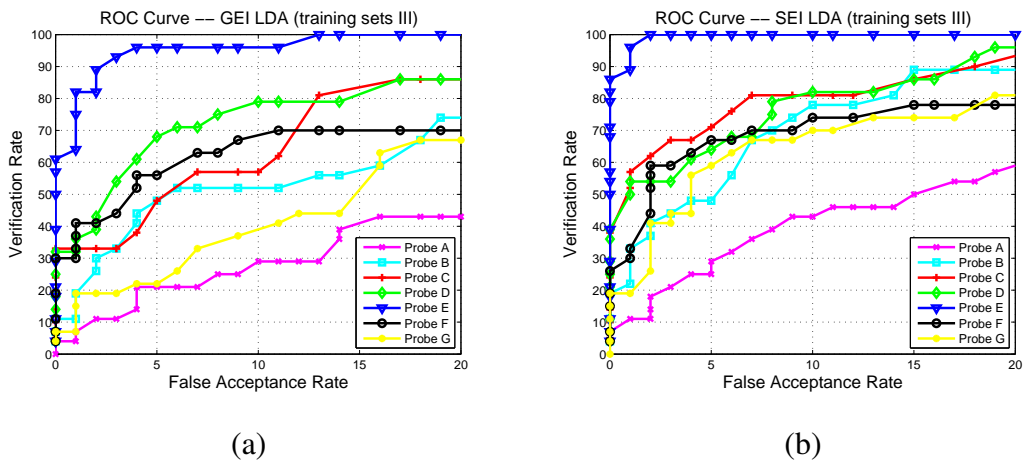 ROC Curve −− GEI LDA (training sets III)
100
90
80
70
60
50
40
30
20
10
0
Verification Rate
0 5 10 15 20
False Acceptance Rate
Probe A
Probe B
Probe C
Probe D
Probe E
Probe F
Probe G
(a)
ROC Curve −− SEI LDA (training sets III)
100
90
80
70
60
50
40
30
20
10
0
Verification Rate
0 5 10 15 20
False Acceptance Rate
Probe A
Probe B
Probe C
Probe D
Probe E
Probe F
Probe G
(b)